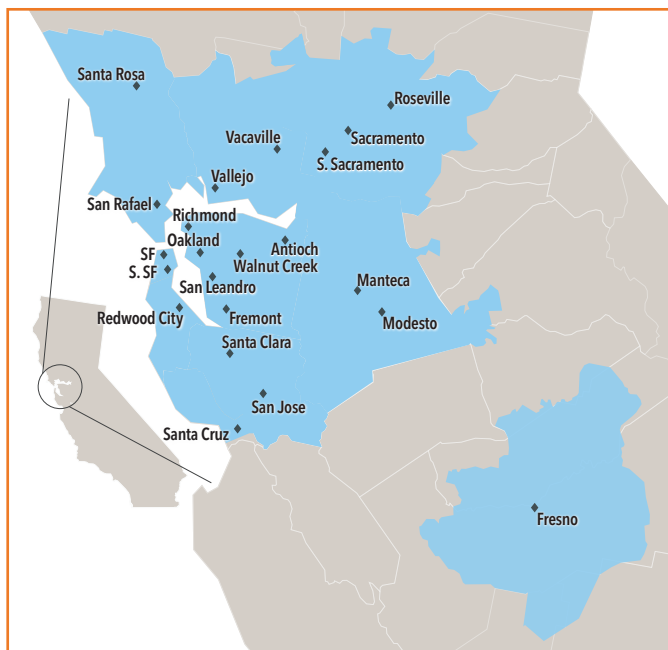 Santa Rosa
Roseville
Vacaville
Sacramento
S. Sacramento
Vallejo
San Rafael
Richmond
Oakland
Antioch
SF
Walnut Creek
S. SF
San Leandro
Manteca
Redwood City
Fremont
Modesto
Santa Clara
San Jose
Santa Cruz
Fresno